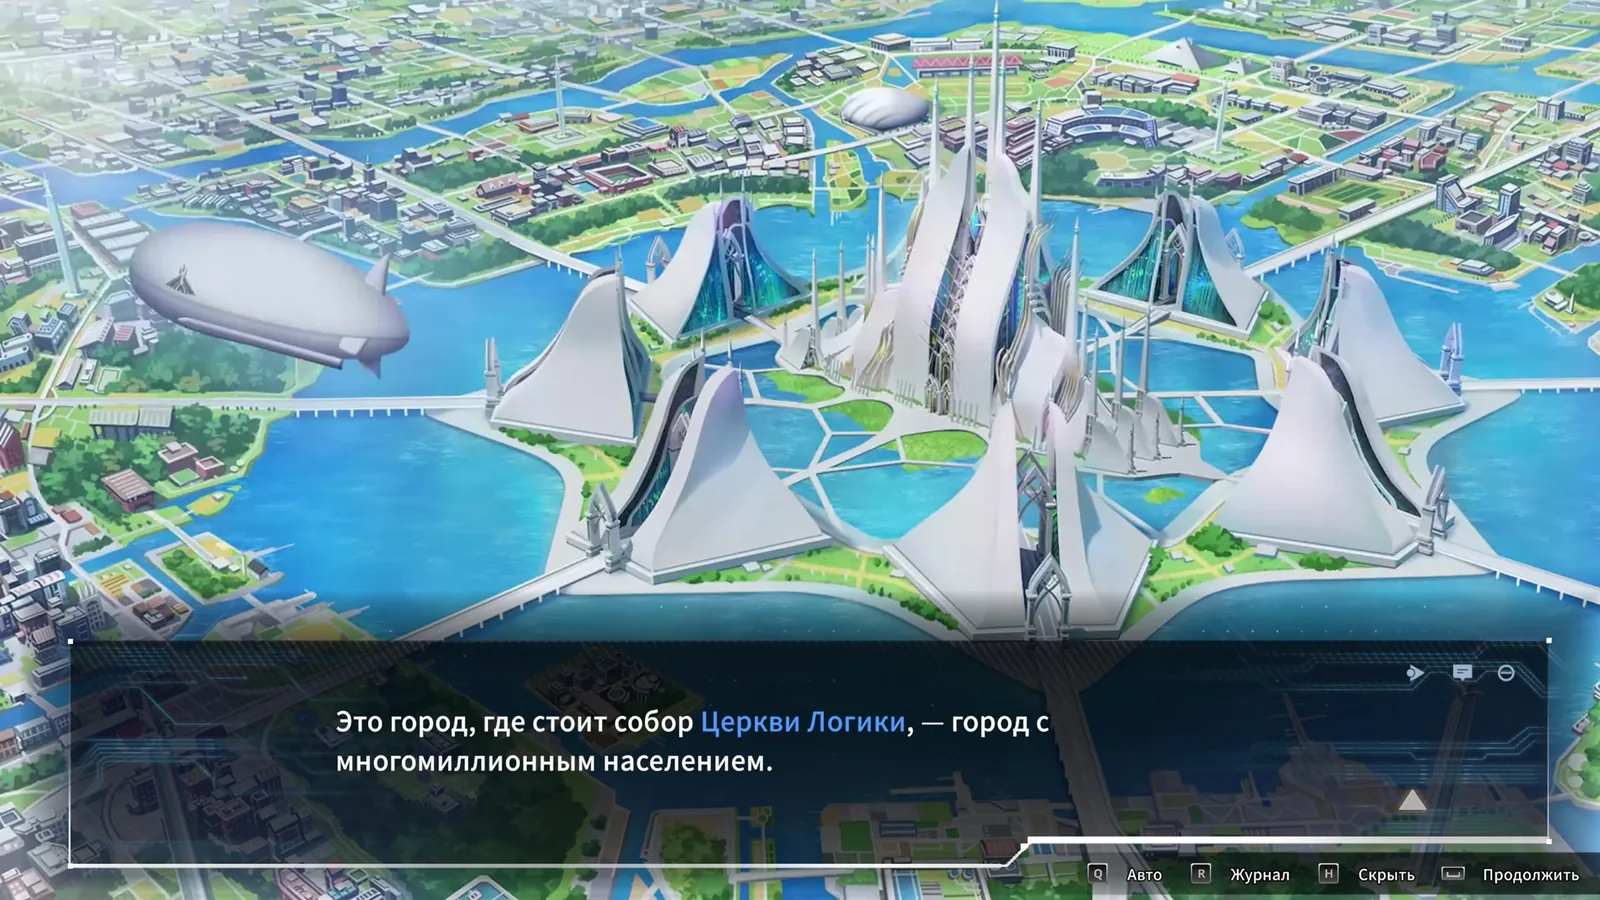 Это город, где стоит собор Церкви Логики, — город с
многомиллионным населением.
Q Авто R Журнал H Скрыть Продолжить